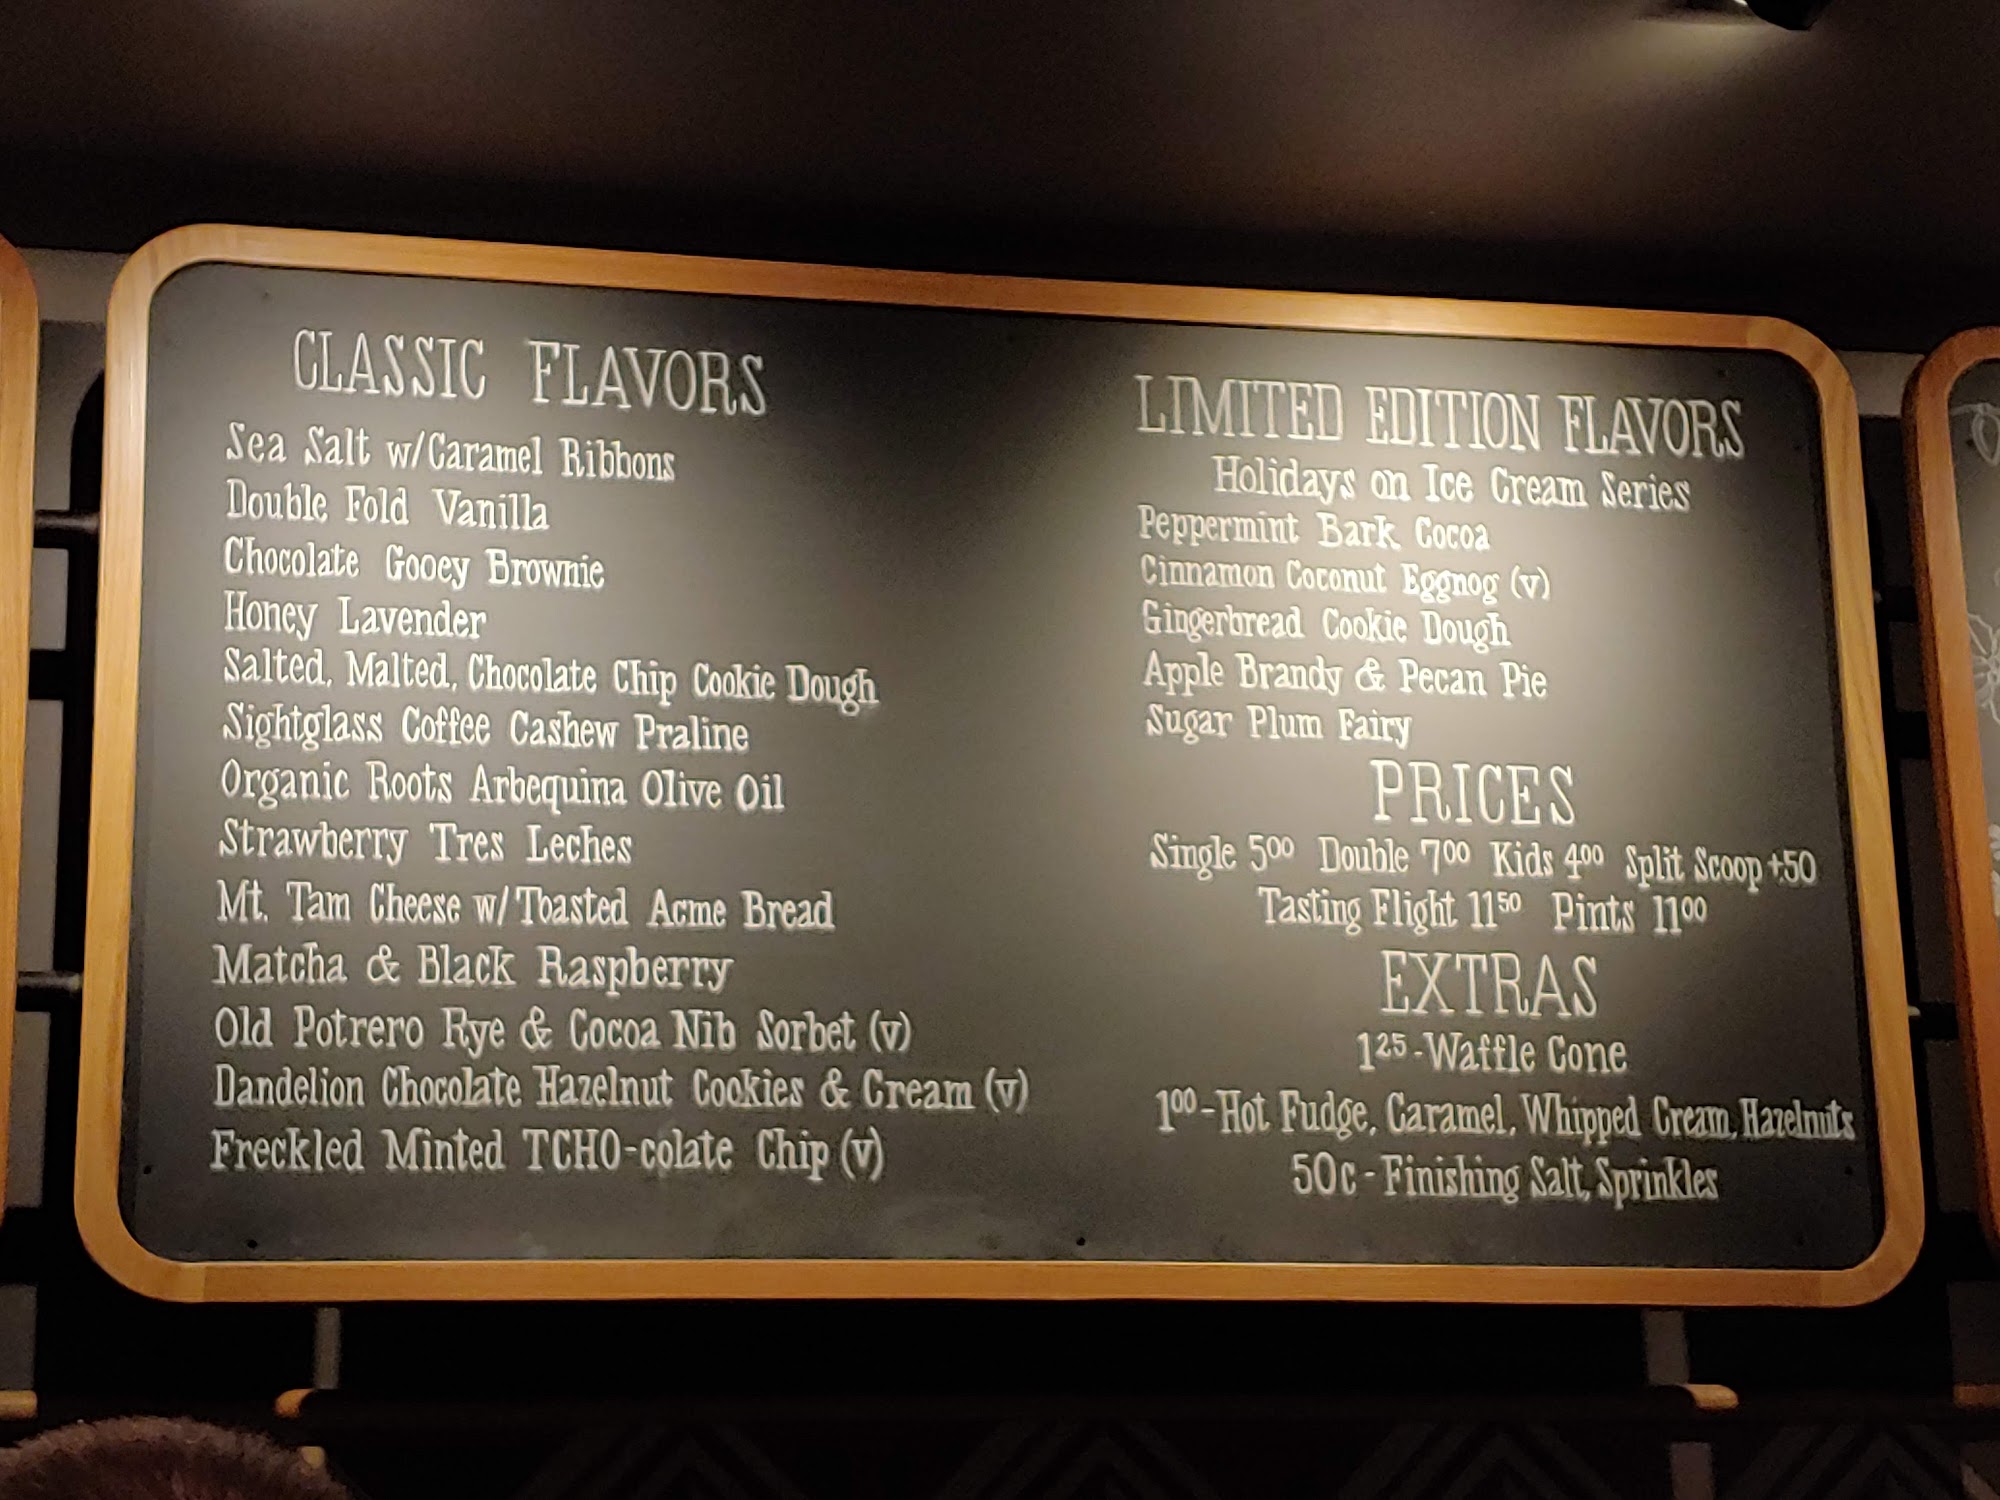 CLASSIC FLAVORS
Sea Salt w/Caramel Ribbons
Double Fold Vanilla
Chocolate Gooey Brownie
Honey Lavender
Salted, Malted, Chocolate Chip Cookie Dough
Sightglass Coffee Cashew Praline
Organic Roots Arbequina Olive Oil
Strawberry Tres Leches
Mt. Tam Cheese w/Toasted Acme Bread
Matcha & Black Raspberry
Old Potrero Rye & Cocoa Nib Sorbet (v)
Dandelion Chocolate Hazelnut Cookies & Cream (v)
Freckled Minted TCHO-colate Chip (v)
LIMITED EDITION FLAVORS
Holidays on Ice Cream Series
Peppermint Bark Cocoa
Cinnamon Coconut Eggnog (v)
Gingerbread Cookie Dough
Apple Brandy & Pecan Pie
Sugar Plum Fairy
PRICES
Single 5⁰⁰ Double 7⁰⁰ Kids 4⁰⁰ Split Scoop +.50
Tasting Flight 11⁵⁰ Pints 11⁰⁰
EXTRAS
1²⁵-Waffle Cone
1⁰⁰-Hot Fudge, Caramel, Whipped Cream, Hazelnuts
50c - Finishing Salt, Sprinkles